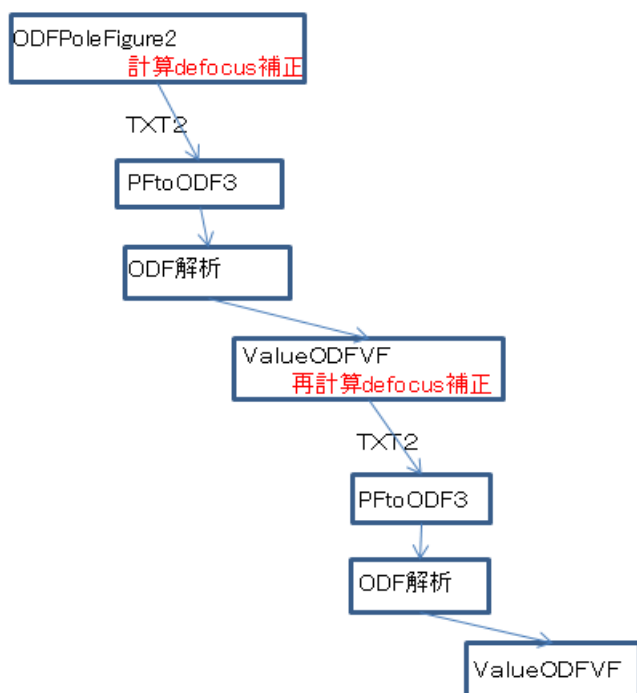 ODFPoleFigure2
計算defocus補正
TXT2
PFtoODF3
ODF解析
ValueODFVF
再計算defocus補正
TXT2
PFtoODF3
ODF解析
ValueODFVF